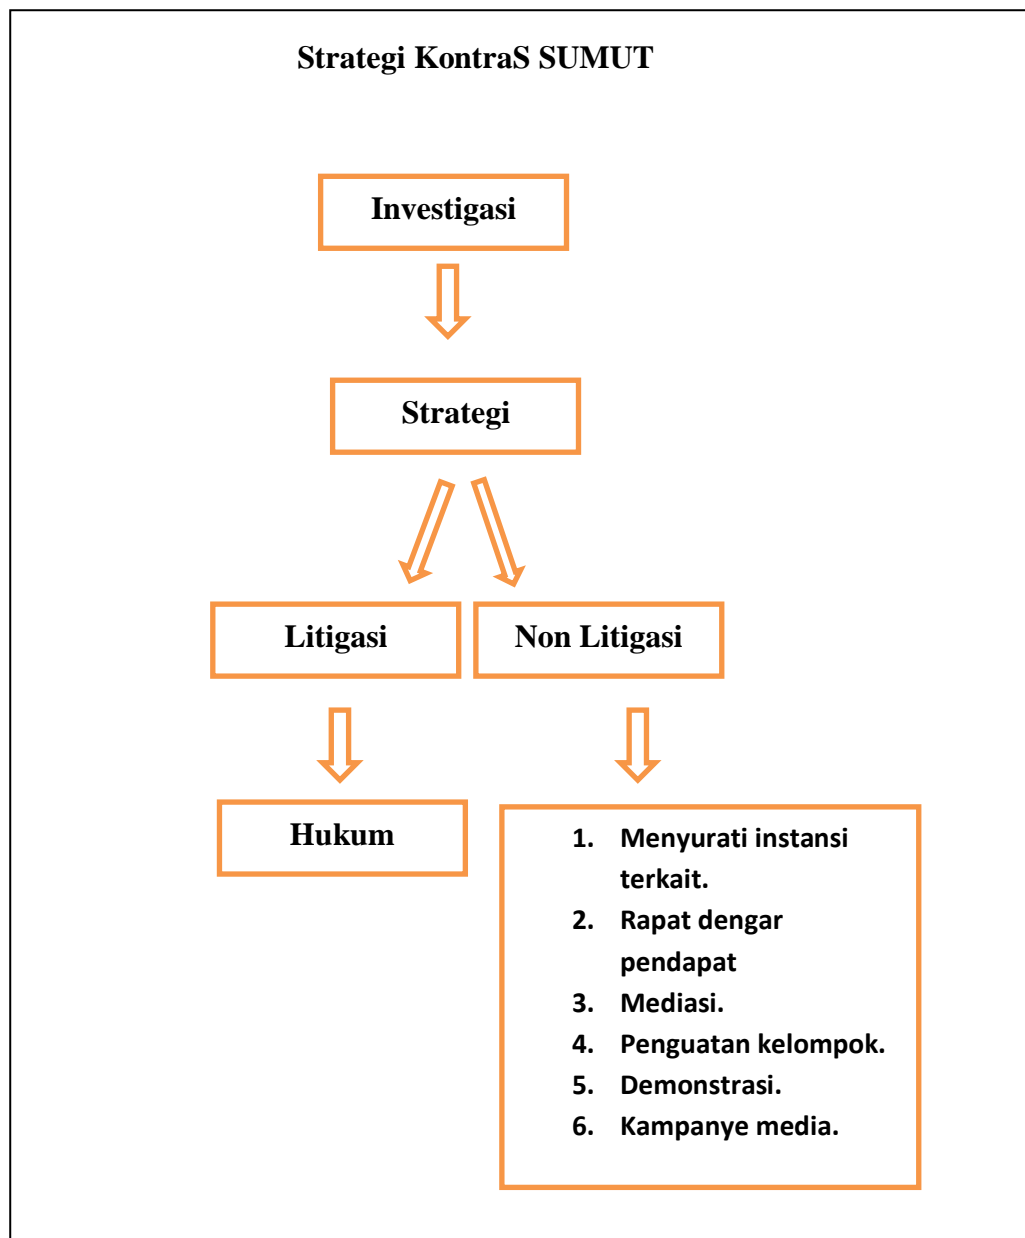 Strategi KontraS SUMUT
Investigasi
Strategi
Litigasi
Non Litigasi
Hukum
1. Menyurati instansi
terkait.
2. Rapat dengar
pendapat
3. Mediasi.
4. Penguatan kelompok.
5. Demonstrasi.
6. Kampanye media.